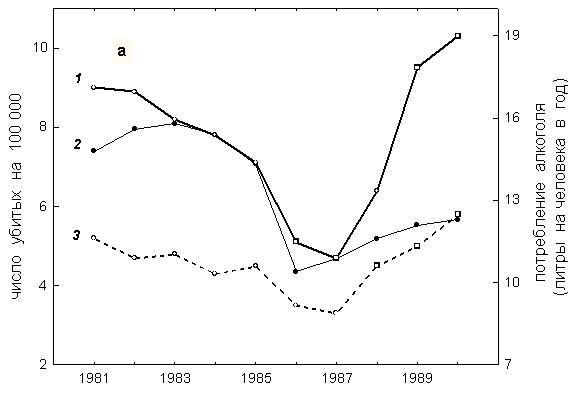 а
1
2
3
10
8
6
4
2
число убитых на 100 000
19
16
13
10
7
потребление алкоголя
(литры на человека в год)
1981 1983 1985 1987 1989